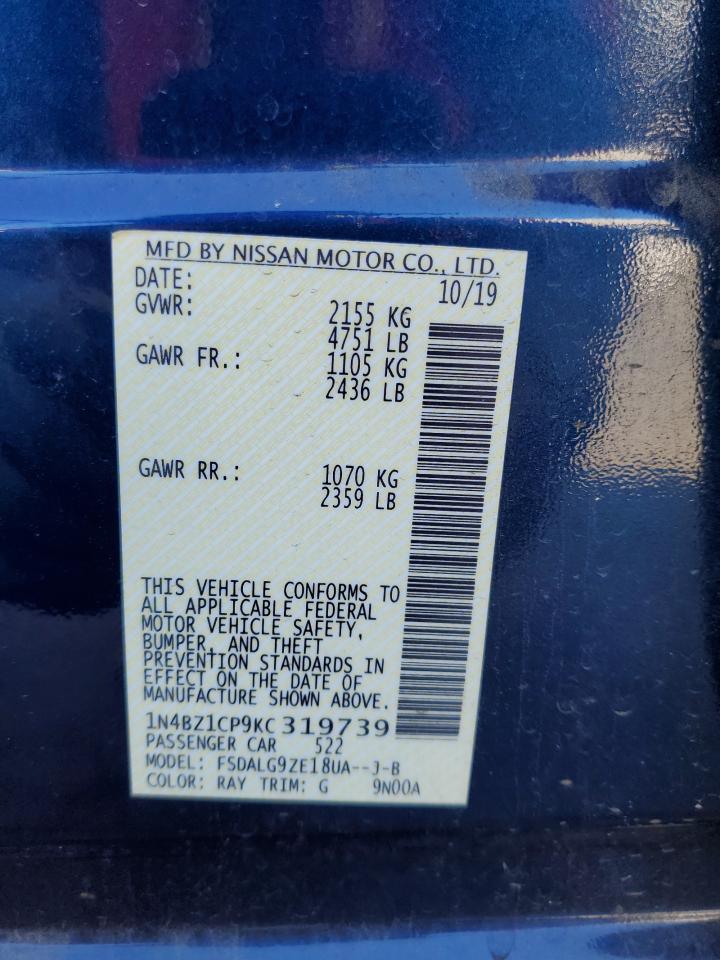 MFD BY NISSAN MOTOR CO., LTD.
DATE: 10/19
GVWR: 2155 KG
4751 LB
GAWR FR.: 1105 KG
2436 LB
GAWR RR.: 1070 KG
2359 LB
THIS VEHICLE CONFORMS TO
ALL APPLICABLE FEDERAL
MOTOR VEHICLE SAFETY,
BUMPER, AND THEFT
PREVENTION STANDARDS IN
EFFECT ON THE DATE OF
MANUFACTURE SHOWN ABOVE.
1N4BZ1CP9KC319739
PASSENGER CAR 522
MODEL: FSDALG9ZE18UA--J-B
COLOR: RAY TRIM: G 9N00A